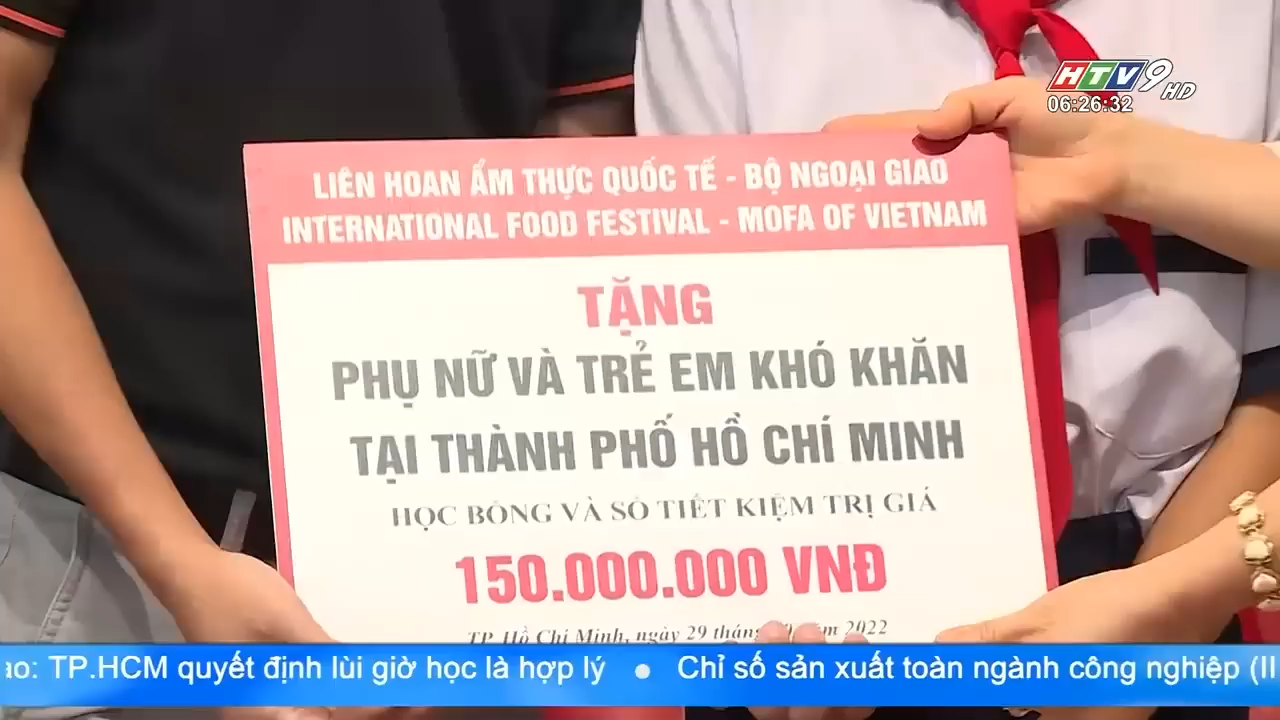 HTV9 HD
06:26:32
LIÊN HOAN ẨM THỰC QUỐC TẾ - BỘ NGOẠI GIAO
INTERNATIONAL FOOD FESTIVAL - MOFA OF VIETNAM
TẶNG
PHỤ NỮ VÀ TRẺ EM KHÓ KHĂN
TẠI THÀNH PHỐ HỒ CHÍ MINH
HỌC BỔNG VÀ SỔ TIẾT KIỆM TRỊ GIÁ
150.000.000 VNĐ
TP. Hồ Chí Minh, ngày 29 tháng năm 2022
ao: TP.HCM quyết định lùi giờ học là hợp lý • Chỉ số sản xuất toàn ngành công nghiệp (II